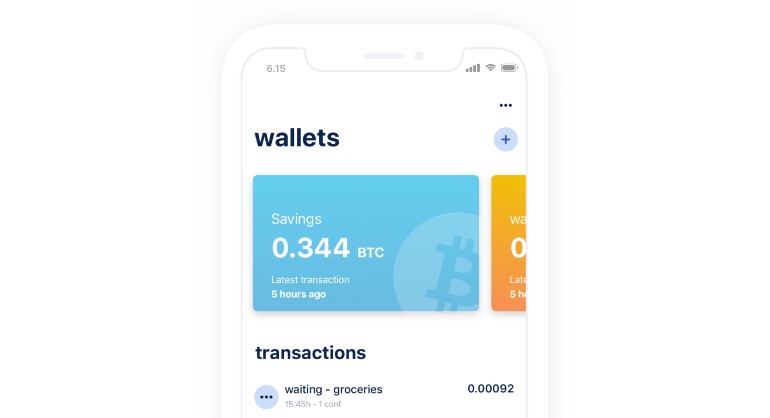 6.15
wallets
Savings
0.344 BTC
Latest transaction
5 hours ago
wa
0
Late
5 h
transactions
waiting - groceries
0.00092
15:45h - 1 conf